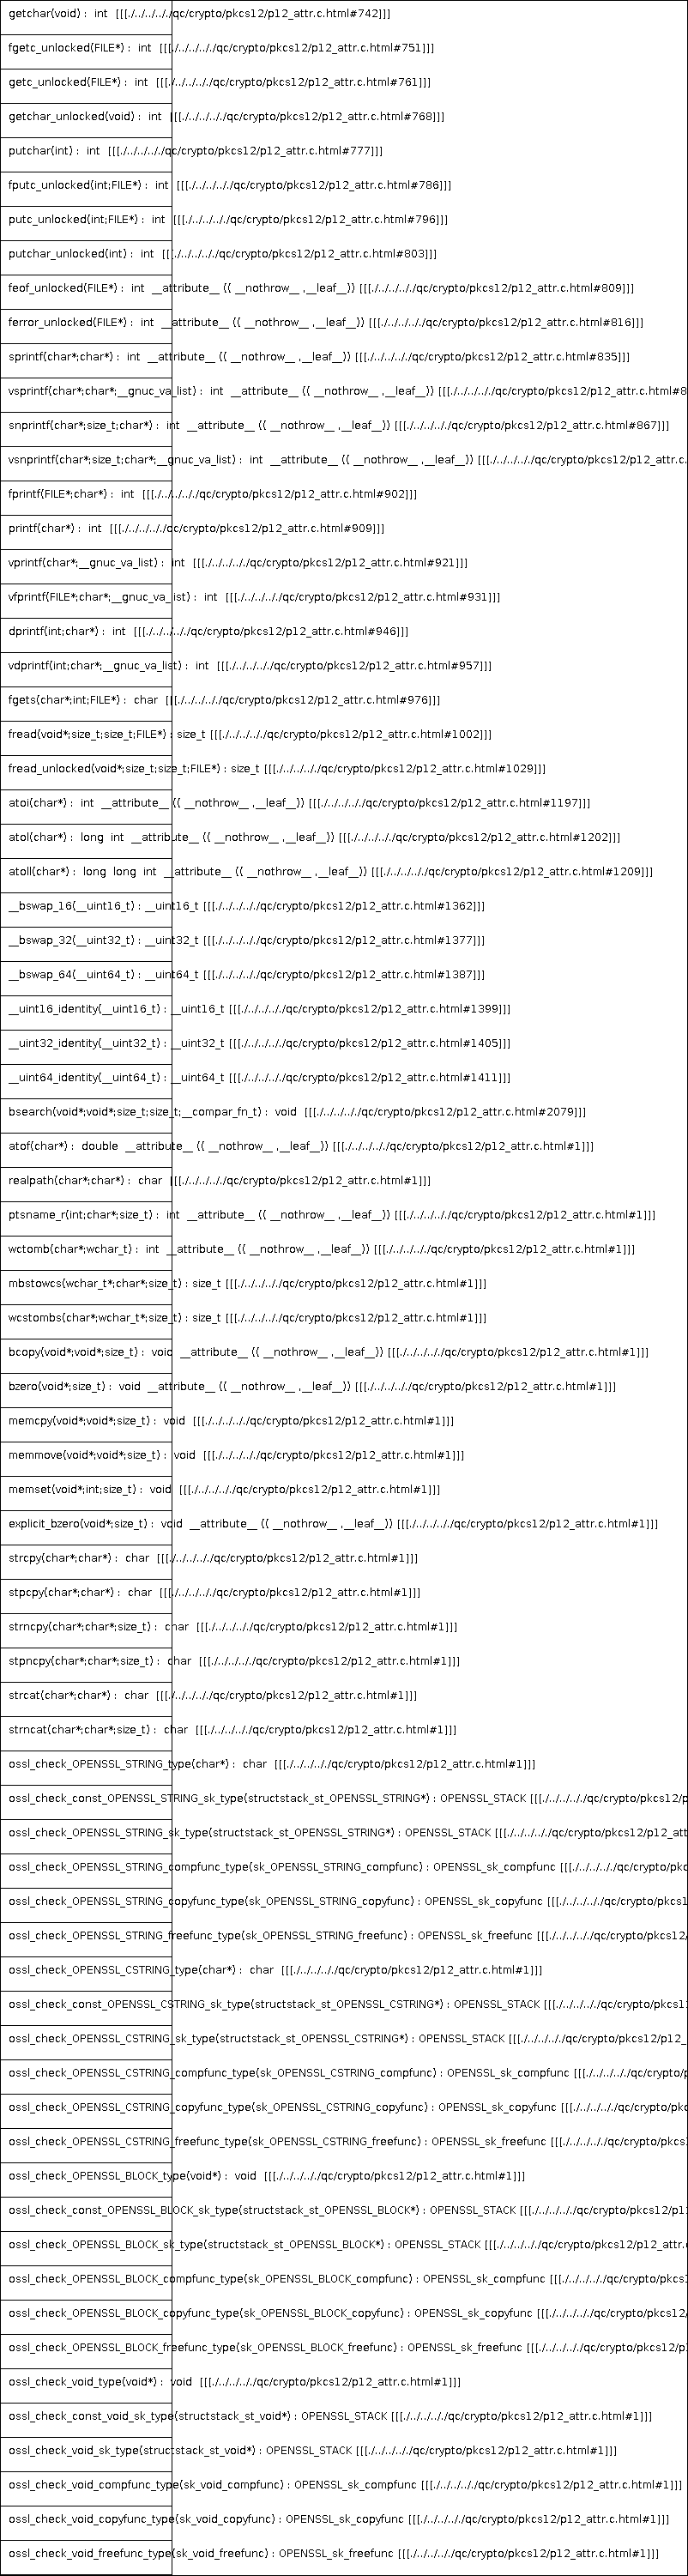 getchar(void) :  int  [[[./../../../qc/crypto/pkcs12/p12_attr.c.html#742]]]
fgetc_unlocked(FILE*) :  int  [[[./../../../qc/crypto/pkcs12/p12_attr.c.html#751]]]
getc_unlocked(FILE*) :  int  [[[./../../../qc/crypto/pkcs12/p12_attr.c.html#761]]]
getchar_unlocked(void) :  int  [[[./../../../qc/crypto/pkcs12/p12_attr.c.html#768]]]
putchar(int) :  int  [[[./../../../qc/crypto/pkcs12/p12_attr.c.html#777]]]
fputc_unlocked(int;FILE*) :  int  [[[./../../../qc/crypto/pkcs12/p12_attr.c.html#786]]]
putc_unlocked(int;FILE*) :  int  [[[./../../../qc/crypto/pkcs12/p12_attr.c.html#796]]]
putchar_unlocked(int) :  int  [[[./../../../qc/crypto/pkcs12/p12_attr.c.html#803]]]
feof_unlocked(FILE*) :  int  __attribute__ (( __nothrow__ ,__leaf__)) [[[./../../../qc/crypto/pkcs12/p12_attr.c.html#809]]]
ferror_unlocked(FILE*) :  int  __attribute__ (( __nothrow__ ,__leaf__)) [[[./../../../qc/crypto/pkcs12/p12_attr.c.html#816]]]
sprintf(char*;char*) :  int  __attribute__ (( __nothrow__ ,__leaf__)) [[[./../../../qc/crypto/pkcs12/p12_attr.c.html#835]]]
vsprintf(char*;char*;__gnuc_va_list) :  int  __attribute__ (( __nothrow__ ,__leaf__)) [[[./../../../qc/crypto/pkcs12/p12_attr.c.html#8
snprintf(char*;size_t;char*) :  int  __attribute__ (( __nothrow__ ,__leaf__)) [[[./../../../qc/crypto/pkcs12/p12_attr.c.html#867]]]
vsnprintf(char*;size_t;char*;__gnuc_va_list) :  int  __attribute__ (( __nothrow__ ,__leaf__)) [[[./../../../qc/crypto/pkcs12/p12_attr.c.
fprintf(FILE*;char*) :  int  [[[./../../../qc/crypto/pkcs12/p12_attr.c.html#902]]]
printf(char*) :  int  [[[./../../../qc/crypto/pkcs12/p12_attr.c.html#909]]]
vprintf(char*;__gnuc_va_list) :  int  [[[./../../../qc/crypto/pkcs12/p12_attr.c.html#921]]]
vfprintf(FILE*;char*;__gnuc_va_list) :  int  [[[./../../../qc/crypto/pkcs12/p12_attr.c.html#931]]]
dprintf(int;char*) :  int  [[[./../../../qc/crypto/pkcs12/p12_attr.c.html#946]]]
vdprintf(int;char*;__gnuc_va_list) :  int  [[[./../../../qc/crypto/pkcs12/p12_attr.c.html#957]]]
fgets(char*;int;FILE*) :  char  [[[./../../../qc/crypto/pkcs12/p12_attr.c.html#976]]]
fread(void*;size_t;size_t;FILE*) : size_t [[[./../../../qc/crypto/pkcs12/p12_attr.c.html#1002]]]
fread_unlocked(void*;size_t;size_t;FILE*) : size_t [[[./../../../qc/crypto/pkcs12/p12_attr.c.html#1029]]]
atoi(char*) :  int  __attribute__ (( __nothrow__ ,__leaf__)) [[[./../../../qc/crypto/pkcs12/p12_attr.c.html#1197]]]
atol(char*) :  long  int  __attribute__ (( __nothrow__ ,__leaf__)) [[[./../../../qc/crypto/pkcs12/p12_attr.c.html#1202]]]
atoll(char*) :  long  long  int  __attribute__ (( __nothrow__ ,__leaf__)) [[[./../../../qc/crypto/pkcs12/p12_attr.c.html#1209]]]
__bswap_16(__uint16_t) : __uint16_t [[[./../../../qc/crypto/pkcs12/p12_attr.c.html#1362]]]
__bswap_32(__uint32_t) : __uint32_t [[[./../../../qc/crypto/pkcs12/p12_attr.c.html#1377]]]
__bswap_64(__uint64_t) : __uint64_t [[[./../../../qc/crypto/pkcs12/p12_attr.c.html#1387]]]
__uint16_identity(__uint16_t) : __uint16_t [[[./../../../qc/crypto/pkcs12/p12_attr.c.html#1399]]]
__uint32_identity(__uint32_t) : __uint32_t [[[./../../../qc/crypto/pkcs12/p12_attr.c.html#1405]]]
__uint64_identity(__uint64_t) : __uint64_t [[[./../../../qc/crypto/pkcs12/p12_attr.c.html#1411]]]
bsearch(void*;void*;size_t;size_t;__compar_fn_t) :  void  [[[./../../../qc/crypto/pkcs12/p12_attr.c.html#2079]]]
atof(char*) :  double  __attribute__ (( __nothrow__ ,__leaf__)) [[[./../../../qc/crypto/pkcs12/p12_attr.c.html#1]]]
realpath(char*;char*) :  char  [[[./../../../qc/crypto/pkcs12/p12_attr.c.html#1]]]
ptsname_r(int;char*;size_t) :  int  __attribute__ (( __nothrow__ ,__leaf__)) [[[./../../../qc/crypto/pkcs12/p12_attr.c.html#1]]]
wctomb(char*;wchar_t) :  int  __attribute__ (( __nothrow__ ,__leaf__)) [[[./../../../qc/crypto/pkcs12/p12_attr.c.html#1]]]
mbstowcs(wchar_t*;char*;size_t) : size_t [[[./../../../qc/crypto/pkcs12/p12_attr.c.html#1]]]
wcstombs(char*;wchar_t*;size_t) : size_t [[[./../../../qc/crypto/pkcs12/p12_attr.c.html#1]]]
bcopy(void*;void*;size_t) :  void  __attribute__ (( __nothrow__ ,__leaf__)) [[[./../../../qc/crypto/pkcs12/p12_attr.c.html#1]]]
bzero(void*;size_t) :  void  __attribute__ (( __nothrow__ ,__leaf__)) [[[./../../../qc/crypto/pkcs12/p12_attr.c.html#1]]]
memcpy(void*;void*;size_t) :  void  [[[./../../../qc/crypto/pkcs12/p12_attr.c.html#1]]]
memmove(void*;void*;size_t) :  void  [[[./../../../qc/crypto/pkcs12/p12_attr.c.html#1]]]
memset(void*;int;size_t) :  void  [[[./../../../qc/crypto/pkcs12/p12_attr.c.html#1]]]
explicit_bzero(void*;size_t) :  void  __attribute__ (( __nothrow__ ,__leaf__)) [[[./../../../qc/crypto/pkcs12/p12_attr.c.html#1]]]
strcpy(char*;char*) :  char  [[[./../../../qc/crypto/pkcs12/p12_attr.c.html#1]]]
stpcpy(char*;char*) :  char  [[[./../../../qc/crypto/pkcs12/p12_attr.c.html#1]]]
strncpy(char*;char*;size_t) :  char  [[[./../../../qc/crypto/pkcs12/p12_attr.c.html#1]]]
stpncpy(char*;char*;size_t) :  char  [[[./../../../qc/crypto/pkcs12/p12_attr.c.html#1]]]
strcat(char*;char*) :  char  [[[./../../../qc/crypto/pkcs12/p12_attr.c.html#1]]]
strncat(char*;char*;size_t) :  char  [[[./../../../qc/crypto/pkcs12/p12_attr.c.html#1]]]
ossl_check_OPENSSL_STRING_type(char*) :  char  [[[./../../../qc/crypto/pkcs12/p12_attr.c.html#1]]]
ossl_check_const_OPENSSL_STRING_sk_type(structstack_st_OPENSSL_STRING*) : OPENSSL_STACK [[[./../../../qc/crypto/pkcs12/p
ossl_check_OPENSSL_STRING_sk_type(structstack_st_OPENSSL_STRING*) : OPENSSL_STACK [[[./../../../qc/crypto/pkcs12/p12_att
ossl_check_OPENSSL_STRING_compfunc_type(sk_OPENSSL_STRING_compfunc) : OPENSSL_sk_compfunc [[[./../../../qc/crypto/pkc
ossl_check_OPENSSL_STRING_copyfunc_type(sk_OPENSSL_STRING_copyfunc) : OPENSSL_sk_copyfunc [[[./../../../qc/crypto/pkcs1
ossl_check_OPENSSL_STRING_freefunc_type(sk_OPENSSL_STRING_freefunc) : OPENSSL_sk_freefunc [[[./../../../qc/crypto/pkcs12/
ossl_check_OPENSSL_CSTRING_type(char*) :  char  [[[./../../../qc/crypto/pkcs12/p12_attr.c.html#1]]]
ossl_check_const_OPENSSL_CSTRING_sk_type(structstack_st_OPENSSL_CSTRING*) : OPENSSL_STACK [[[./../../../qc/crypto/pkcs1
ossl_check_OPENSSL_CSTRING_sk_type(structstack_st_OPENSSL_CSTRING*) : OPENSSL_STACK [[[./../../../qc/crypto/pkcs12/p12_
ossl_check_OPENSSL_CSTRING_compfunc_type(sk_OPENSSL_CSTRING_compfunc) : OPENSSL_sk_compfunc [[[./../../../qc/crypto/p
ossl_check_OPENSSL_CSTRING_copyfunc_type(sk_OPENSSL_CSTRING_copyfunc) : OPENSSL_sk_copyfunc [[[./../../../qc/crypto/pkc
ossl_check_OPENSSL_CSTRING_freefunc_type(sk_OPENSSL_CSTRING_freefunc) : OPENSSL_sk_freefunc [[[./../../../qc/crypto/pkcs
ossl_check_OPENSSL_BLOCK_type(void*) :  void  [[[./../../../qc/crypto/pkcs12/p12_attr.c.html#1]]]
ossl_check_const_OPENSSL_BLOCK_sk_type(structstack_st_OPENSSL_BLOCK*) : OPENSSL_STACK [[[./../../../qc/crypto/pkcs12/p1
ossl_check_OPENSSL_BLOCK_sk_type(structstack_st_OPENSSL_BLOCK*) : OPENSSL_STACK [[[./../../../qc/crypto/pkcs12/p12_attr.c
ossl_check_OPENSSL_BLOCK_compfunc_type(sk_OPENSSL_BLOCK_compfunc) : OPENSSL_sk_compfunc [[[./../../../qc/crypto/pkcs
ossl_check_OPENSSL_BLOCK_copyfunc_type(sk_OPENSSL_BLOCK_copyfunc) : OPENSSL_sk_copyfunc [[[./../../../qc/crypto/pkcs12/
ossl_check_OPENSSL_BLOCK_freefunc_type(sk_OPENSSL_BLOCK_freefunc) : OPENSSL_sk_freefunc [[[./../../../qc/crypto/pkcs12/p
ossl_check_void_type(void*) :  void  [[[./../../../qc/crypto/pkcs12/p12_attr.c.html#1]]]
ossl_check_const_void_sk_type(structstack_st_void*) : OPENSSL_STACK [[[./../../../qc/crypto/pkcs12/p12_attr.c.html#1]]]
ossl_check_void_sk_type(structstack_st_void*) : OPENSSL_STACK [[[./../../../qc/crypto/pkcs12/p12_attr.c.html#1]]]
ossl_check_void_compfunc_type(sk_void_compfunc) : OPENSSL_sk_compfunc [[[./../../../qc/crypto/pkcs12/p12_attr.c.html#1]]]
ossl_check_void_copyfunc_type(sk_void_copyfunc) : OPENSSL_sk_copyfunc [[[./../../../qc/crypto/pkcs12/p12_attr.c.html#1]]]
ossl_check_void_freefunc_type(sk_void_freefunc) : OPENSSL_sk_freefunc [[[./../../../qc/crypto/pkcs12/p12_attr.c.html#1]]]